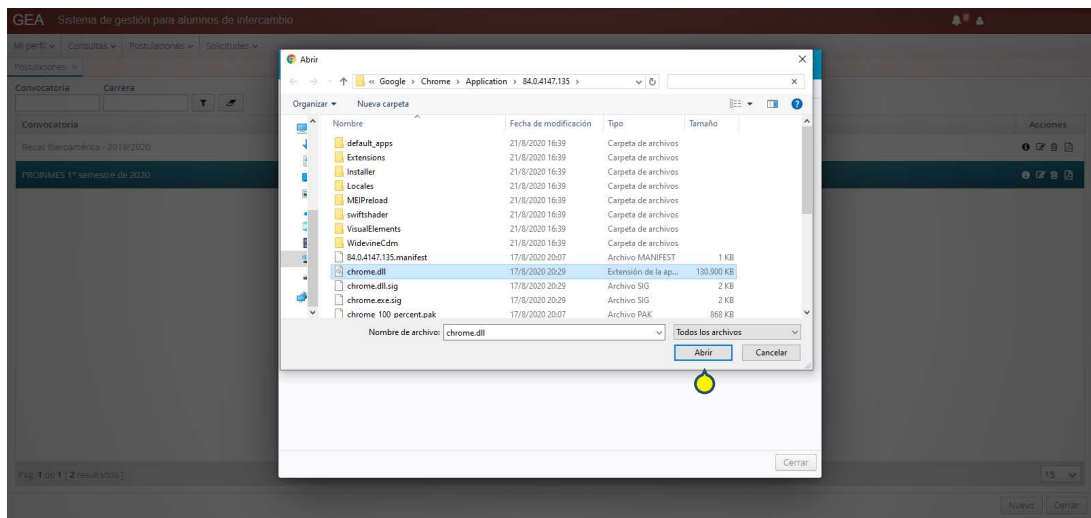 GEA Sistema de gestión para alumnos de intercambio
Mi perfil Consultas Postulaciones Solicitudes
Postulaciones ×
Convocatoria Carrera
Convocatoria Acciones
Becas Iberoamérica - 2019/2020
PROINMES 1º semestre de 2020
Abrir
« Google › Chrome › Application › 84.0.4147.135 ›
Organizar Nueva carpeta
Nombre Fecha de modificación Tipo Tamaño
default_apps 21/8/2020 16:39 Carpeta de archivos
Extensions 21/8/2020 16:39 Carpeta de archivos
Installer 21/8/2020 16:39 Carpeta de archivos
Locales 21/8/2020 16:39 Carpeta de archivos
MEIPreload 21/8/2020 16:39 Carpeta de archivos
swiftshader 21/8/2020 16:39 Carpeta de archivos
VisualElements 21/8/2020 16:39 Carpeta de archivos
WidevineCdm 21/8/2020 16:39 Carpeta de archivos
84.0.4147.135.manifest 17/8/2020 20:07 Archivo MANIFEST 1 KB
chrome.dll 17/8/2020 20:29 Extensión de la ap... 130.900 KB
chrome.dll.sig 17/8/2020 20:29 Archivo SIG 2 KB
chrome.exe.sig 17/8/2020 20:29 Archivo SIG 2 KB
chrome_100_percent.pak 17/8/2020 20:07 Archivo PAK 868 KB
Nombre de archivo: chrome.dll Todos los archivos
Abrir Cancelar
Cerrar
Pág. 1 de 1 [ 2 resultados ] 15
Nuevo Cerrar